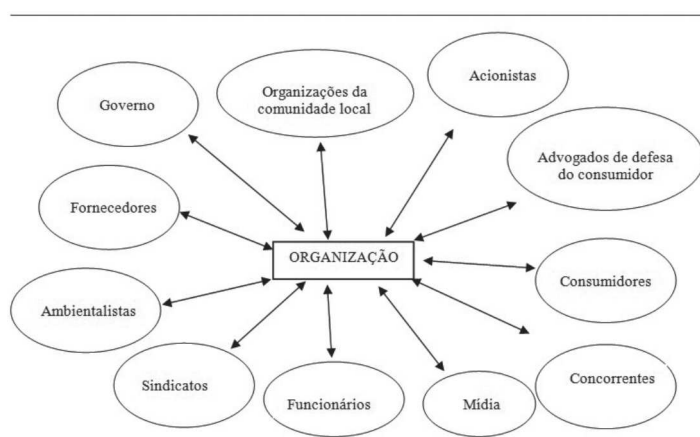 Acionistas
Organizações da
comunidade local
Governo
Advogados de defesa
do consumidor
Fornecedores
ORGANIZAÇÃO
Consumidores
Ambientalistas
Sindicatos
Funcionários
Mídia
Concorrentes